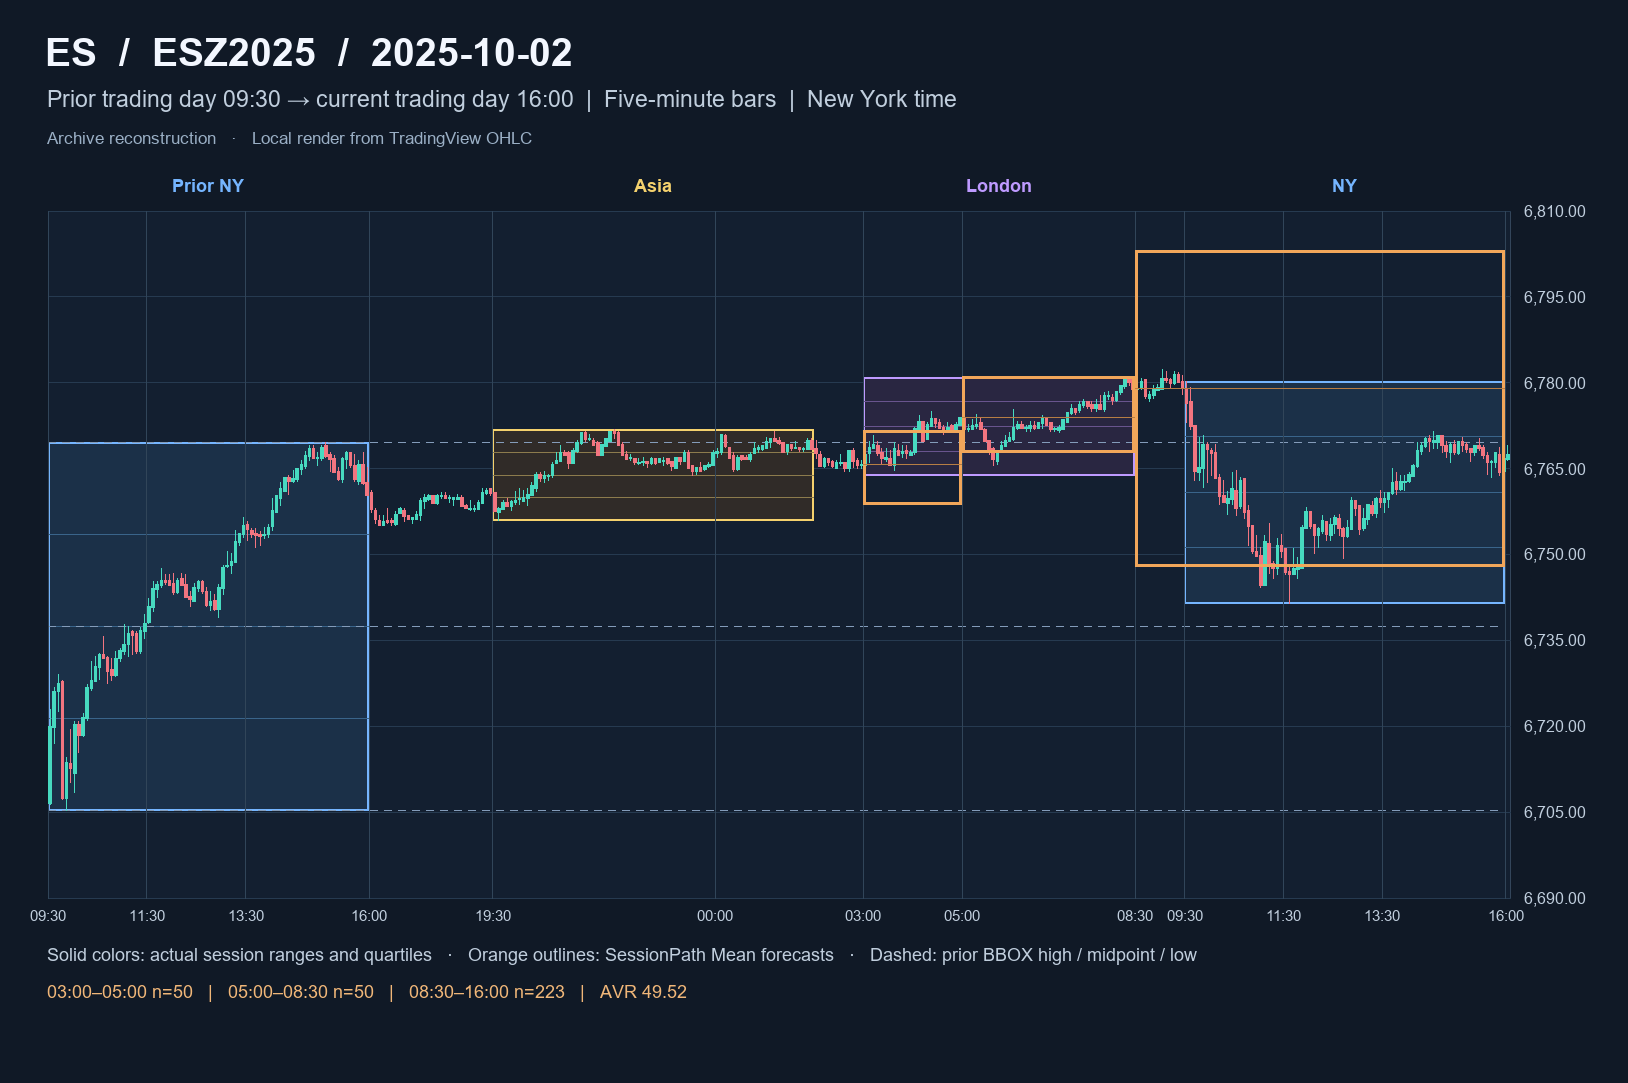 ES / ESZ2025 / 2025-10-02
Prior trading day 09:30 → current trading day 16:00 | Five-minute bars | New York time
Archive reconstruction · Local render from TradingView OHLC
Prior NY Asia London NY
6,810.00
6,795.00
6,780.00
6,765.00
6,750.00
6,735.00
6,720.00
6,705.00
6,690.00
09:30 11:30 13:30 16:00 19:30 00:00 03:00 05:00 08:30 09:30 11:30 13:30 16:00
Solid colors: actual session ranges and quartiles · Orange outlines: SessionPath Mean forecasts · Dashed: prior BBOX high / midpoint / low
03:00–05:00 n=50 | 05:00–08:30 n=50 | 08:30–16:00 n=223 | AVR 49.52